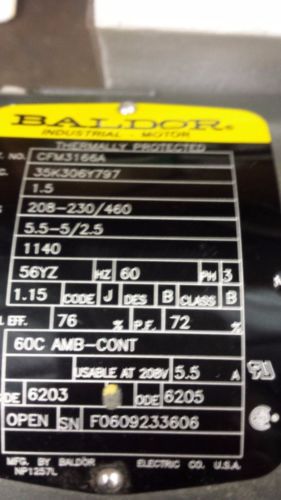 BALDOR®
INDUSTRIAL MOTOR
THERMALLY PROTECTED
. NO. CFM3166A
C. 35K306Y797
1.5
S 208-230/460
5.5-5/2.5
1140
56YZ HZ 60 PH 3
1.15 CODE J DES B CLASS B
L EFF. 76 % P.F. 72 %
60C AMB-CONT
USABLE AT 208V 5.5 A
DE 6203 ODE 6205
OPEN SN F0609233606
MFG. BY BALDOR ELECTRIC CO. U.S.A.
NP1257L